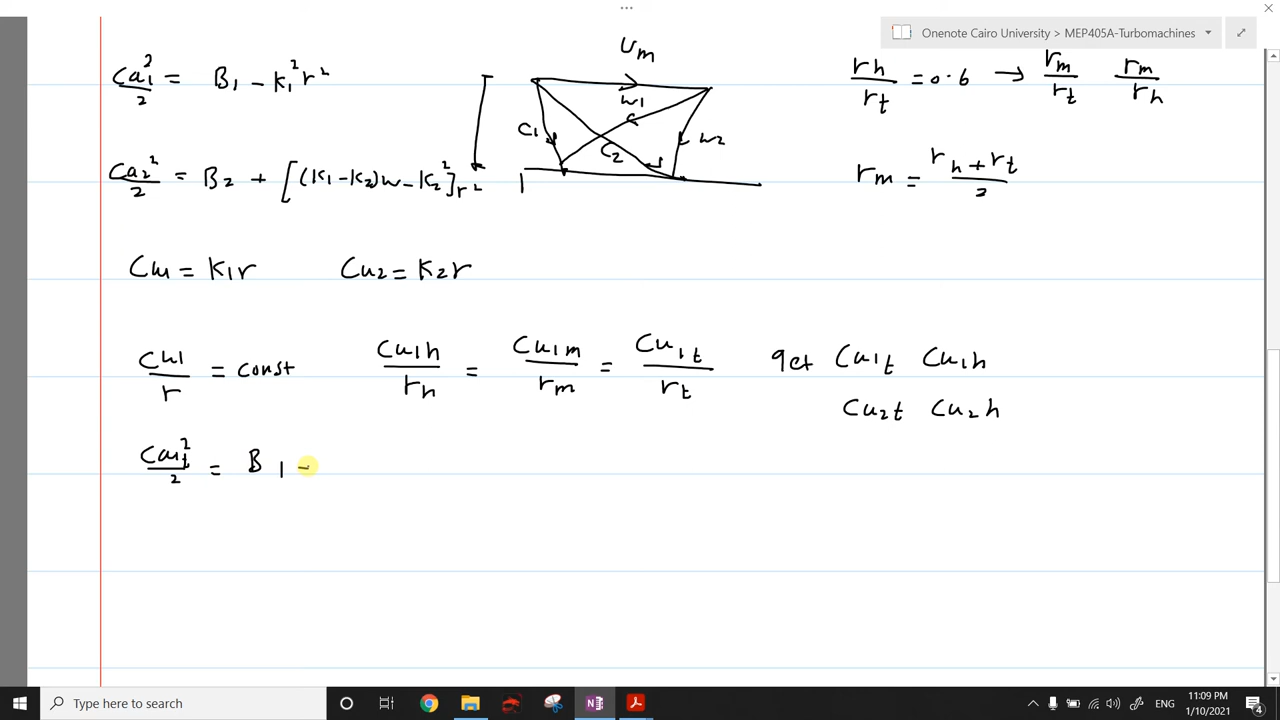 Onenote Cairo University > MEP405A-Turbomachines
Ca₁²/2 = B₁ - k₁²r²
Um
w1
C1
C2
w2
rh/rt = 0.6 → rm/rt rm/rh
Ca₂²/2 = B₂ + [(k1-k2)w - k2²]r²
rm = (rh + rt)/2
Cu1 = k1r Cu2 = k2r
Cu1/r = const Cu1h/rh = Cu1m/rm = Cu1t/rt get Cu1t Cu1h
Cu2t Cu2h
Ca1t²/2 = B1 -
Type here to search
ENG
11:09 PM
1/10/2021
4